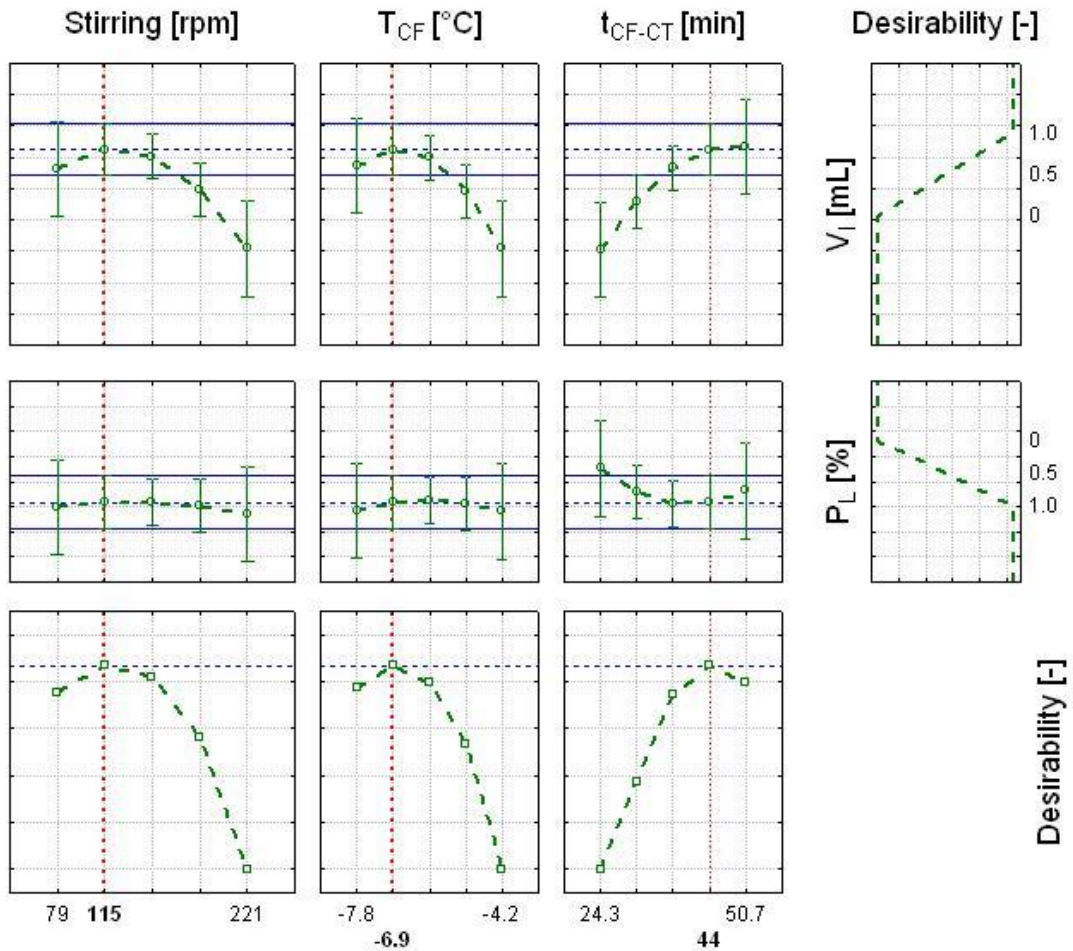 Stirring [rpm] T_CF [°C] t_CF-CT [min] Desirability [-]
V_I [mL]
1.0
0.5
0
P_L [%]
0
0.5
1.0
Desirability [-]
79 115 221 -7.8 -4.2 24.3 50.7
-6.9 44